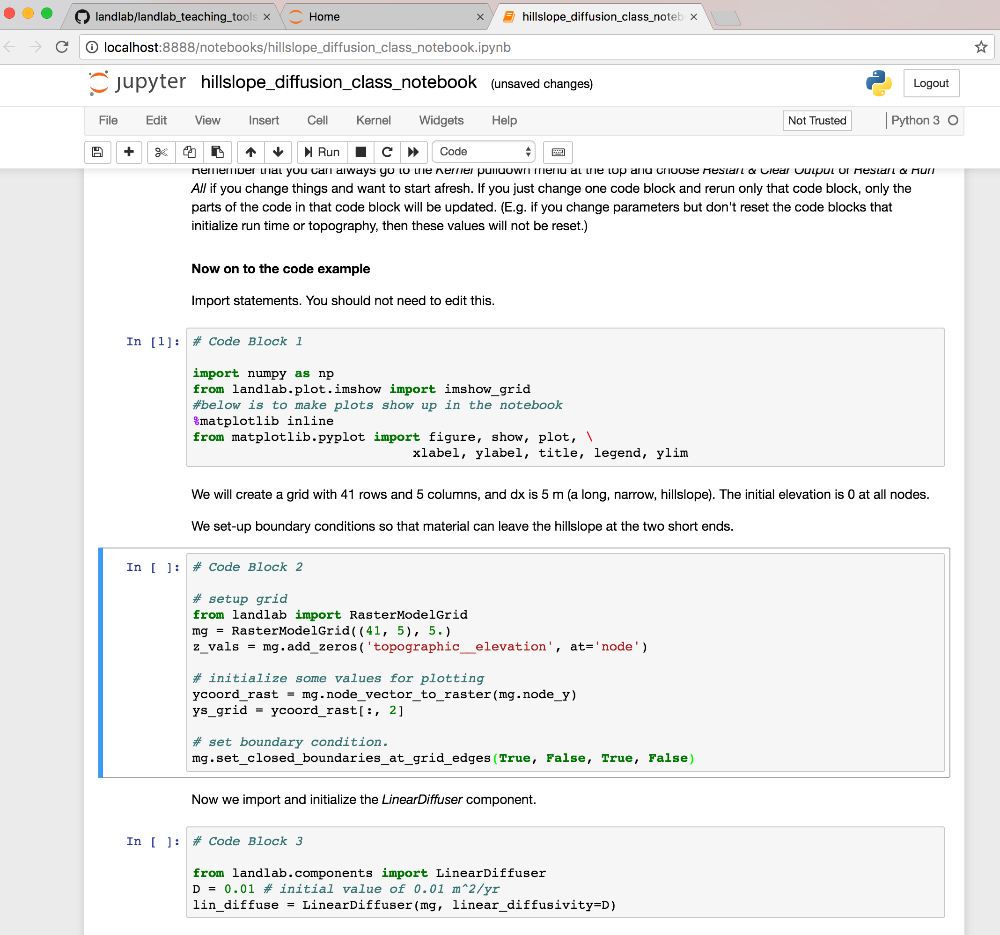 landlab/landlab_teaching_tools
Home
hillslope_diffusion_class_noteb
localhost:8888/notebooks/hillslope_diffusion_class_notebook.ipynb
jupyter hillslope_diffusion_class_notebook (unsaved changes)
Logout
File Edit View Insert Cell Kernel Widgets Help Not Trusted Python 3
Run Code
Remember that you can always go to the Kernel pulldown menu at the top and choose Restart & Clear Output or Restart & Run
All if you change things and want to start afresh. If you just change one code block and rerun only that code block, only the
parts of the code in that code block will be updated. (E.g. if you change parameters but don't reset the code blocks that
initialize run time or topography, then these values will not be reset.)
Now on to the code example
Import statements. You should not need to edit this.
In [1]: # Code Block 1
import numpy as np
from landlab.plot.imshow import imshow_grid
#below is to make plots show up in the notebook
%matplotlib inline
from matplotlib.pyplot import figure, show, plot, \
xlabel, ylabel, title, legend, ylim
We will create a grid with 41 rows and 5 columns, and dx is 5 m (a long, narrow, hillslope). The initial elevation is 0 at all nodes.
We set-up boundary conditions so that material can leave the hillslope at the two short ends.
In [ ]: # Code Block 2
# setup grid
from landlab import RasterModelGrid
mg = RasterModelGrid((41, 5), 5.)
z_vals = mg.add_zeros('topographic__elevation', at='node')
# initialize some values for plotting
ycoord_rast = mg.node_vector_to_raster(mg.node_y)
ys_grid = ycoord_rast[:, 2]
# set boundary condition.
mg.set_closed_boundaries_at_grid_edges(True, False, True, False)
Now we import and initialize the LinearDiffuser component.
In [ ]: # Code Block 3
from landlab.components import LinearDiffuser
D = 0.01 # initial value of 0.01 m^2/yr
lin_diffuse = LinearDiffuser(mg, linear_diffusivity=D)